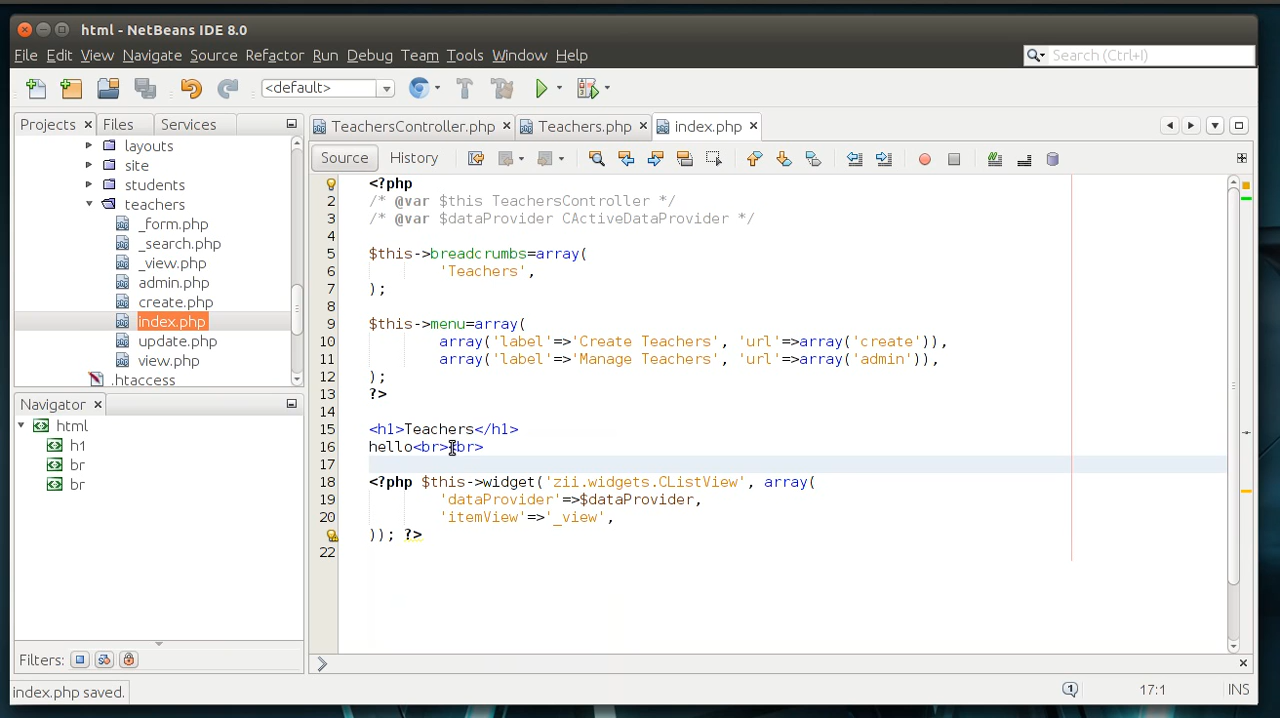 html - NetBeans IDE 8.0
File Edit View Navigate Source Refactor Run Debug Team Tools Window Help
Search (Ctrl+I)
<default>
Projects Files Services
TeachersController.php Teachers.php index.php
Source History
layouts
site
students
teachers
_form.php
_search.php
_view.php
admin.php
create.php
index.php
update.php
view.php
.htaccess
Navigator
html
h1
br
br
Filters:
<?php
2 /* @var $this TeachersController */
3 /* @var $dataProvider CActiveDataProvider */
4
5 $this->breadcrumbs=array(
6 'Teachers',
7 );
8
9 $this->menu=array(
10 array('label'=>'Create Teachers', 'url'=>array('create')),
11 array('label'=>'Manage Teachers', 'url'=>array('admin')),
12 );
13 ?>
14
15 <h1>Teachers</h1>
16 hello<br><br>
17
18 <?php $this->widget('zii.widgets.CListView', array(
19 'dataProvider'=>$dataProvider,
20 'itemView'=>'_view',
)); ?>
22
index.php saved.
1
17:1
INS